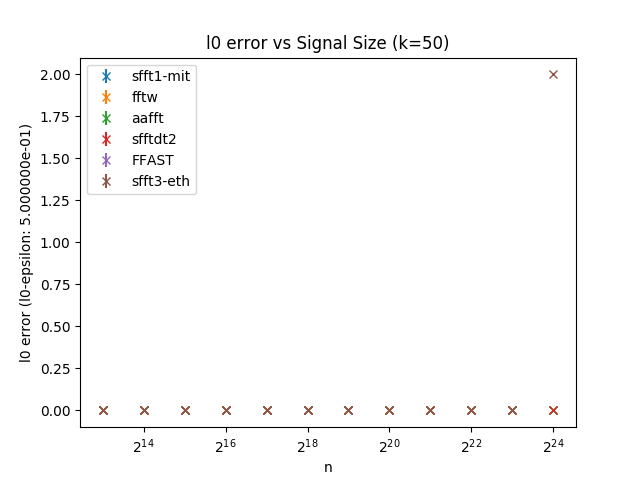 l0 error vs Signal Size (k=50)
l0 error (l0-epsilon: 5.000000e-01)
2.00
1.75
1.50
1.25
1.00
0.75
0.50
0.25
0.00
sfft1-mit
fftw
aafft
sfftdt2
FFAST
sfft3-eth
2^14 2^16 2^18 2^20 2^22 2^24
n